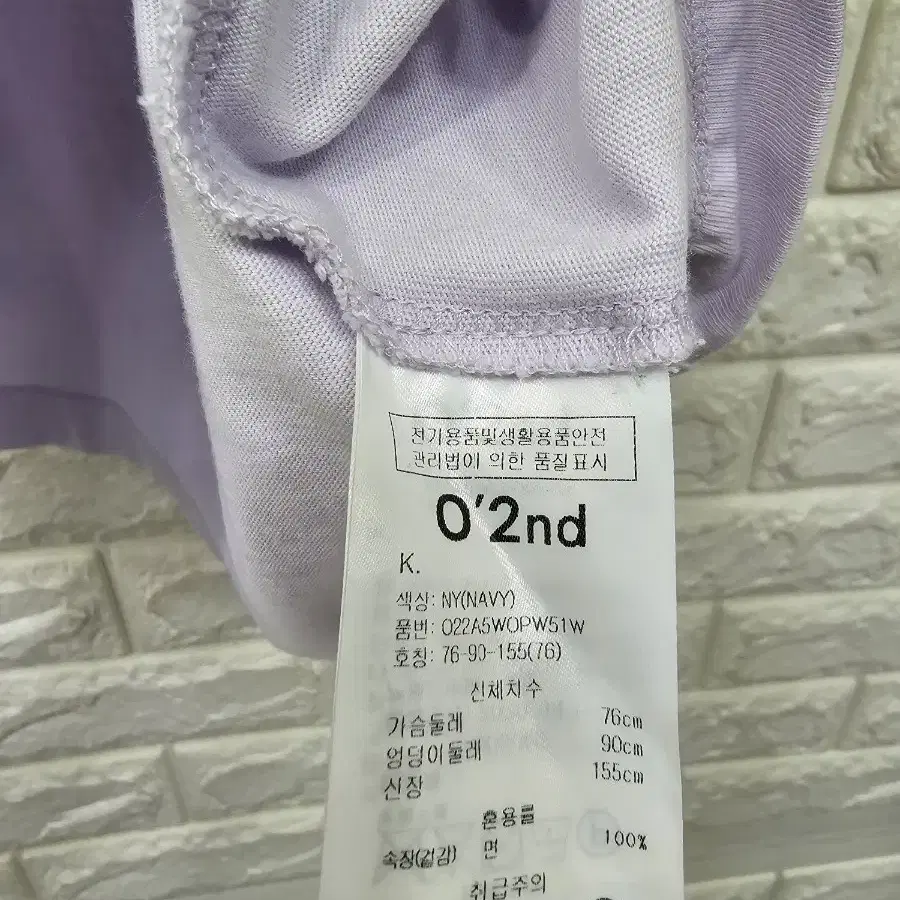 전기용품및생활용품안전
관리법에 의한 품질표시
O'2nd
K.
색상: NY(NAVY)
품번: O22A5WOPW51W
호칭: 76-90-155(76)
신체치수
가슴둘레 76cm
엉덩이둘레 90cm
신장 155cm
혼용률
속장(겉감) 면 100%
취급주의